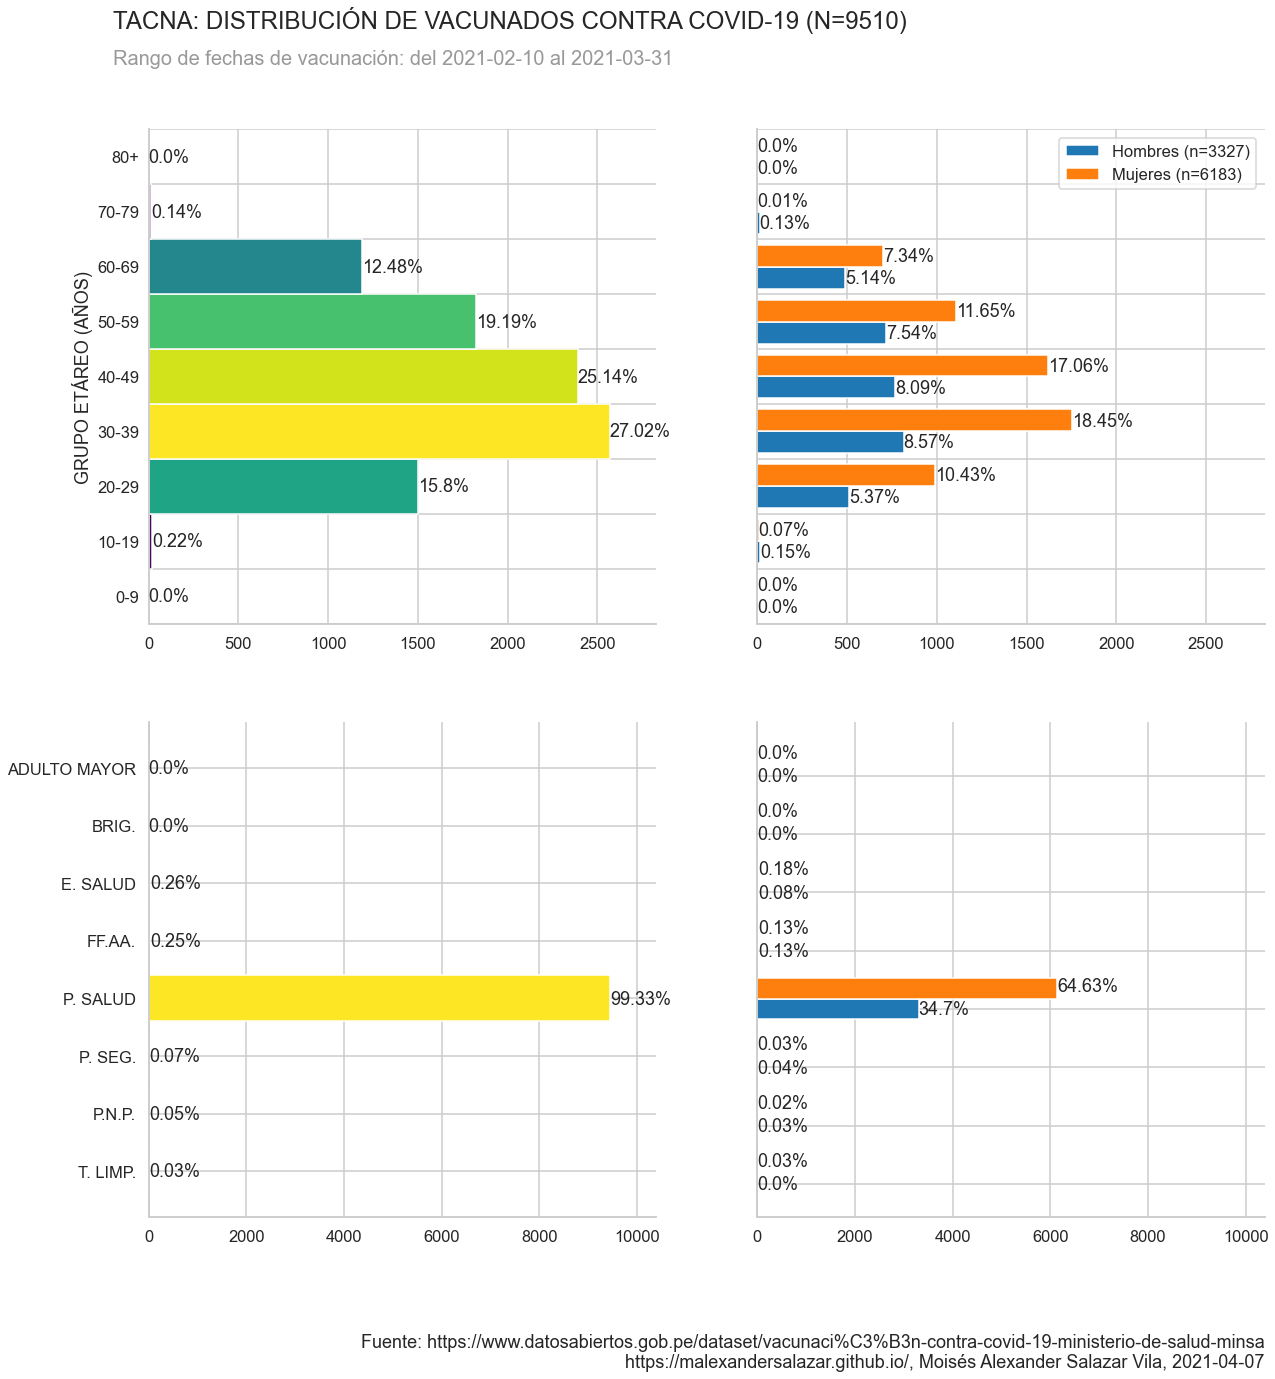 TACNA: DISTRIBUCIÓN DE VACUNADOS CONTRA COVID-19 (N=9510)
Rango de fechas de vacunación: del 2021-02-10 al 2021-03-31
GRUPO ETÁREO (AÑOS)
80+ 0.0%
70-79 0.14%
60-69 12.48%
50-59 19.19%
40-49 25.14%
30-39 27.02%
20-29 15.8%
10-19 0.22%
0-9 0.0%
0 500 1000 1500 2000 2500
Hombres (n=3327)
Mujeres (n=6183)
0.0%
0.0%
0.01%
0.13%
7.34%
5.14%
11.65%
7.54%
17.06%
8.09%
18.45%
8.57%
10.43%
5.37%
0.07%
0.15%
0.0%
0.0%
0 500 1000 1500 2000 2500
ADULTO MAYOR 0.0%
BRIG. 0.0%
E. SALUD 0.26%
FF.AA. 0.25%
P. SALUD 99.33%
P. SEG. 0.07%
P.N.P. 0.05%
T. LIMP. 0.03%
0 2000 4000 6000 8000 10000
0.0%
0.0%
0.0%
0.0%
0.18%
0.08%
0.13%
0.13%
64.63%
34.7%
0.03%
0.04%
0.02%
0.03%
0.03%
0.0%
0 2000 4000 6000 8000 10000
Fuente: https://www.datosabiertos.gob.pe/dataset/vacunaci%C3%B3n-contra-covid-19-ministerio-de-salud-minsa
https://malexandersalazar.github.io/, Moisés Alexander Salazar Vila, 2021-04-07